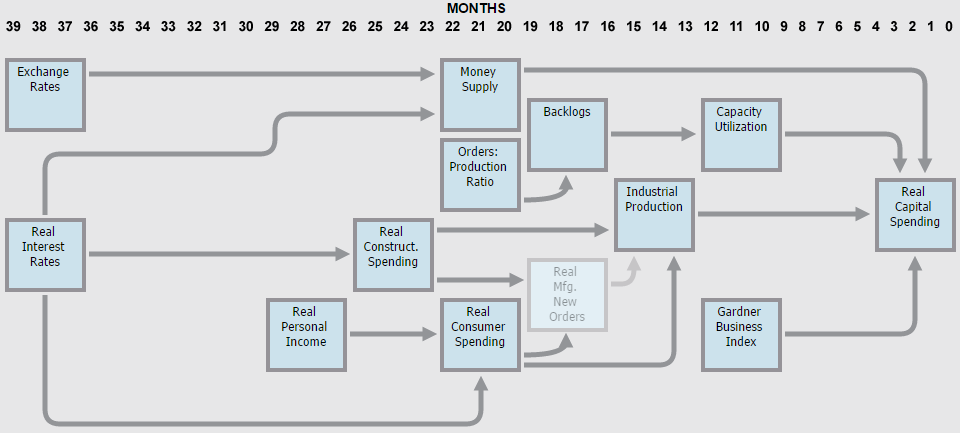 MONTHS
39 38 37 36 35 34 33 32 31 30 29 28 27 26 25 24 23 22 21 20 19 18 17 16 15 14 13 12 11 10 9 8 7 6 5 4 3 2 1 0
Exchange
Rates
Money
Supply
Backlogs
Capacity
Utilization
Orders:
Production
Ratio
Industrial
Production
Real
Capital
Spending
Real
Interest
Rates
Real
Construct.
Spending
Real
Mfg.
New
Orders
Real
Personal
Income
Real
Consumer
Spending
Gardner
Business
Index